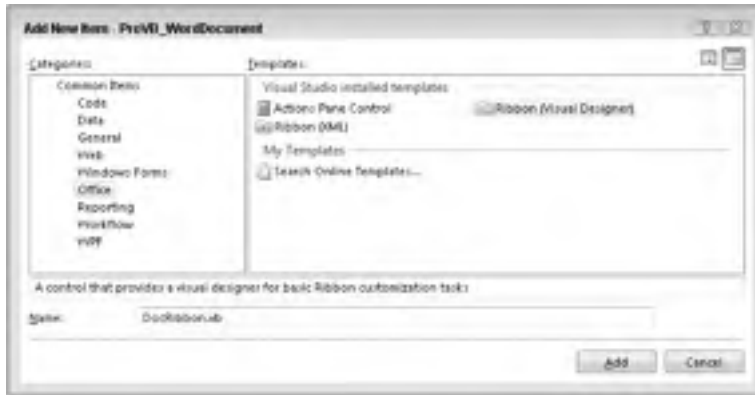 Add New Item - ProVB_WordDocument
Categories:
Templates:
Common Items
Code
Data
General
Web
Windows Forms
Office
Reporting
Workflow
WPF
Visual Studio installed templates
Actions Pane Control
Ribbon (Visual Designer)
Ribbon (XML)
My Templates
Search Online Templates...
A control that provides a visual designer for basic Ribbon customization tasks
Name:
DocRibbon.vb
Add
Cancel